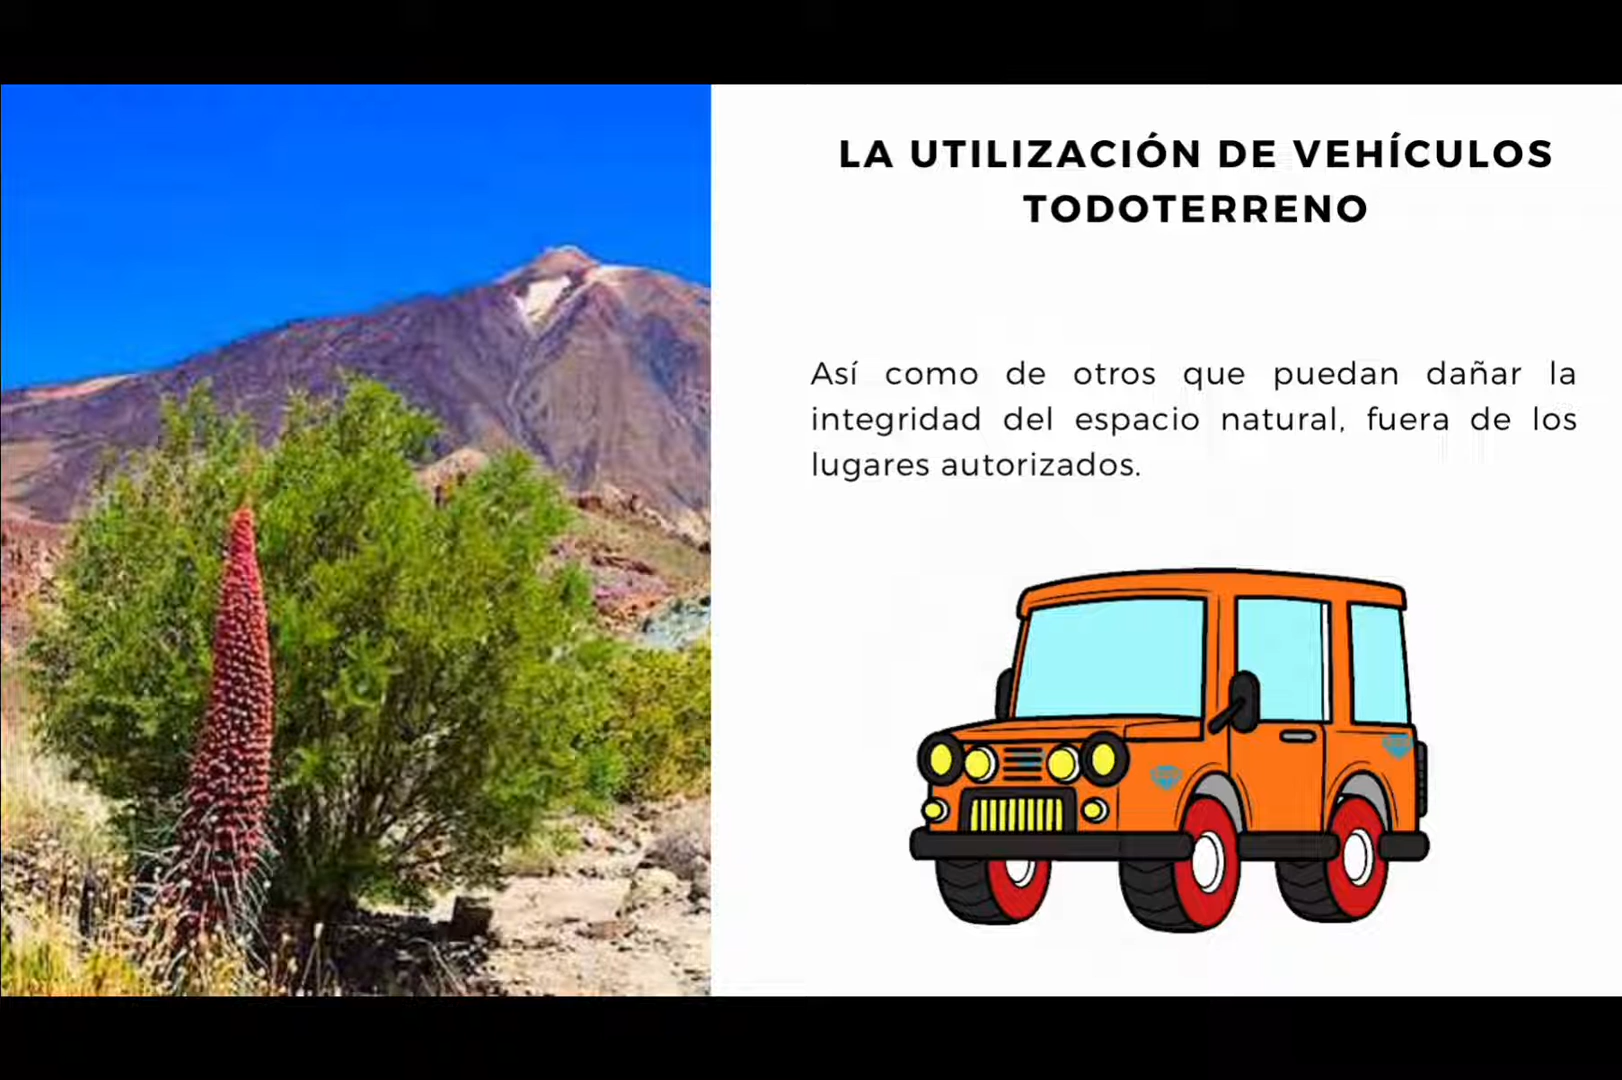 LA UTILIZACIÓN DE VEHÍCULOS
TODOTERRENO
Así como de otros que puedan dañar la
integridad del espacio natural, fuera de los
lugares autorizados.